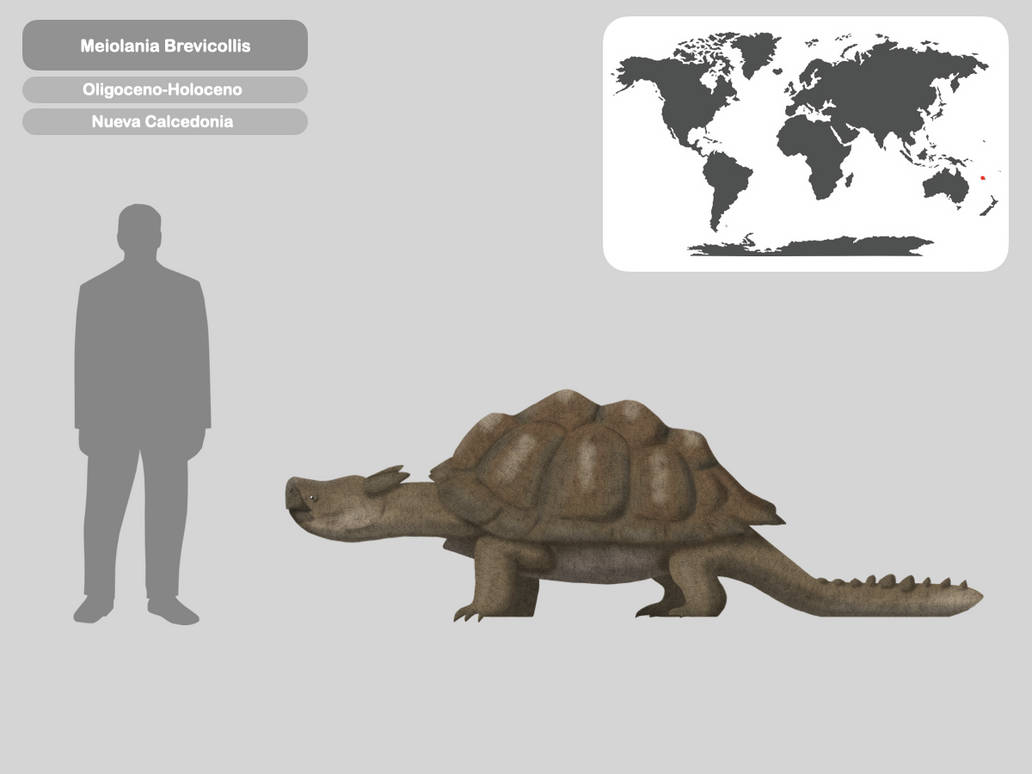 Meiolania Brevicollis
Oligoceno-Holoceno
Nueva Calcedonia